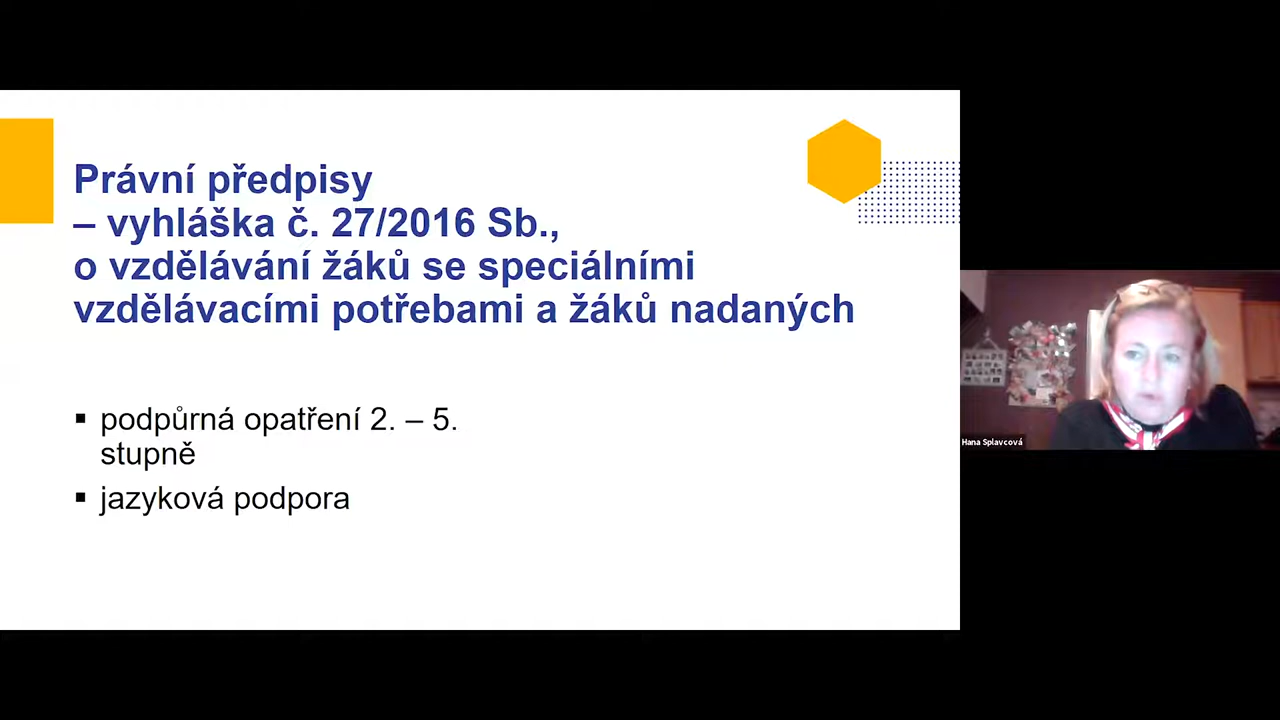 Právní předpisy
– vyhláška č. 27/2016 Sb.,
o vzdělávání žáků se speciálními
vzdělávacími potřebami a žáků nadaných
▪ podpůrná opatření 2. – 5.
stupně
▪ jazyková podpora
Hana Splavcová